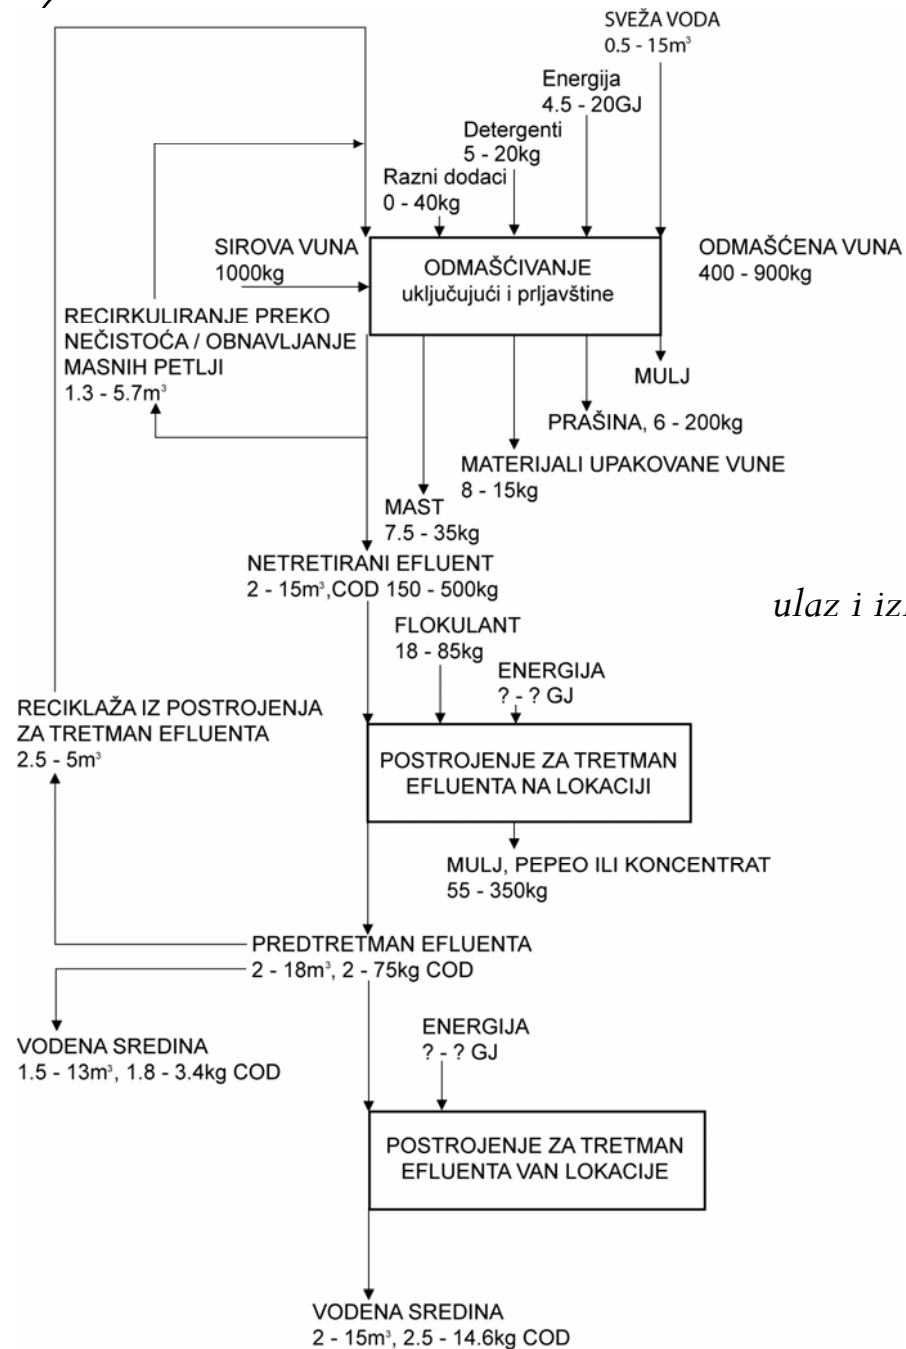 SVEŽA VODA
0.5 - 15m³
Energija
4.5 - 20GJ
Detergenti
5 - 20kg
Razni dodaci
0 - 40kg
SIROVA VUNA
1000kg
ODMAŠĆIVANJE
uključujući i prljavštine
ODMAŠĆENA VUNA
400 - 900kg
RECIRKULIRANJE PREKO
NEČISTOĆA / OBNAVLJANJE
MASNIH PETLJI
1.3 - 5.7m³
MULJ
PRAŠINA, 6 - 200kg
MATERIJALI UPAKOVANE VUNE
8 - 15kg
MAST
7.5 - 35kg
NETRETIRANI EFLUENT
2 - 15m³,COD 150 - 500kg
ulaz i
FLOKULANT
18 - 85kg
ENERGIJA
? - ? GJ
RECIKLAŽA IZ POSTROJENJA
ZA TRETMAN EFLUENTA
2.5 - 5m³
POSTROJENJE ZA TRETMAN
EFLUENTA NA LOKACIJI
MULJ, PEPEO ILI KONCENTRAT
55 - 350kg
PREDTRETMAN EFLUENTA
2 - 18m³, 2 - 75kg COD
VODENA SREDINA
1.5 - 13m³, 1.8 - 3.4kg COD
ENERGIJA
? - ? GJ
POSTROJENJE ZA TRETMAN
EFLUENTA VAN LOKACIJE
VODENA SREDINA
2 - 15m³, 2.5 - 14.6kg COD